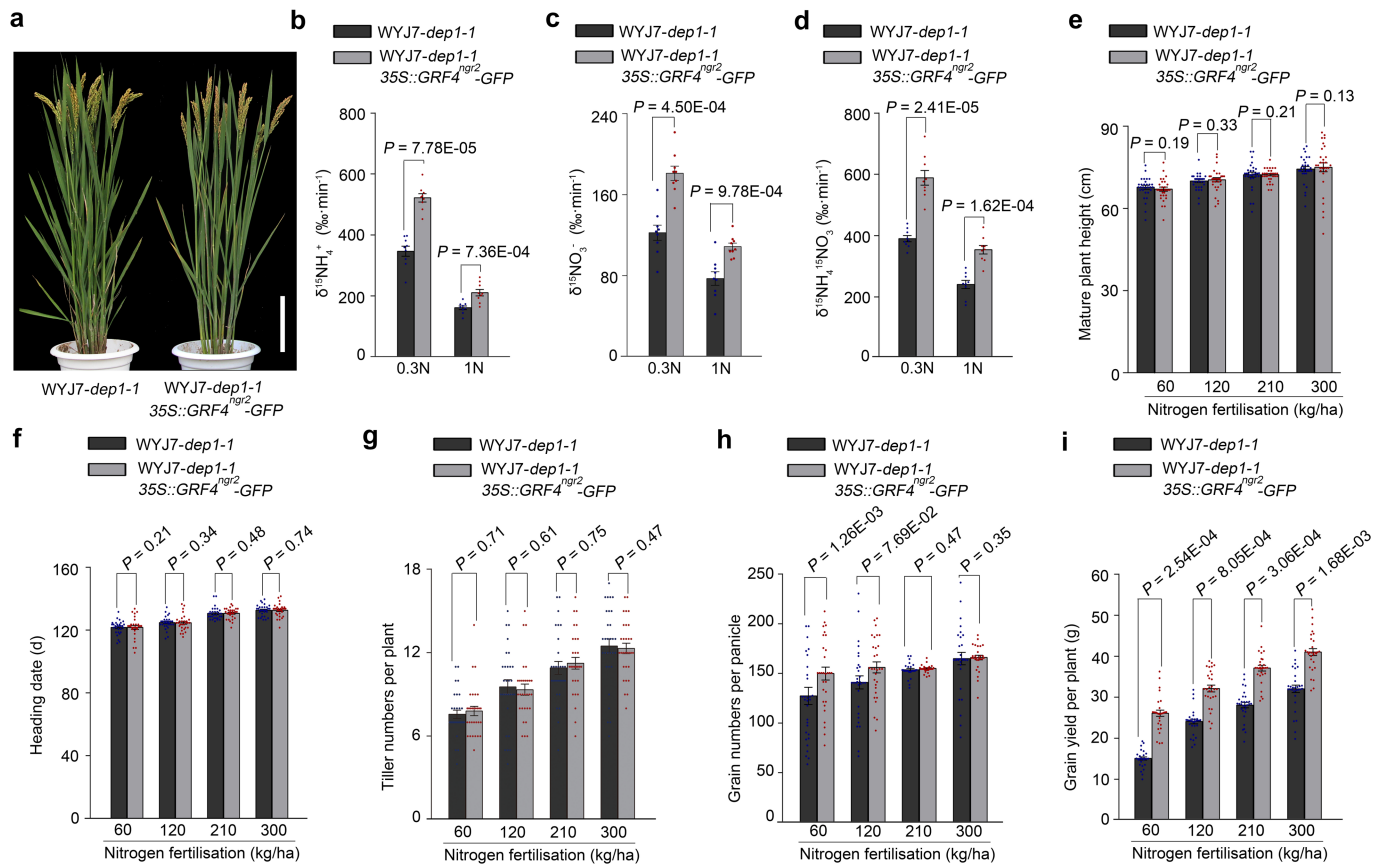 a
WYJ7-dep1-1
WYJ7-dep1-1
35S::GRF4ngr2-GFP
b
WYJ7-dep1-1
WYJ7-dep1-1
35S::GRF4ngr2-GFP
800
600
400
200
0
δ15NH4+ (‰·min-1)
P = 7.78E-05
P = 7.36E-04
0.3N
1N
c
WYJ7-dep1-1
WYJ7-dep1-1
35S::GRF4ngr2-GFP
240
160
80
0
δ15NO3- (‰·min-1)
P = 4.50E-04
P = 9.78E-04
0.3N
1N
d
WYJ7-dep1-1
WYJ7-dep1-1
35S::GRF4ngr2-GFP
800
600
400
200
0
δ15NH415NO3 (‰·min-1)
P = 2.41E-05
P = 1.62E-04
0.3N
1N
e
WYJ7-dep1-1
WYJ7-dep1-1
35S::GRF4ngr2-GFP
90
60
30
0
Mature plant height (cm)
P = 0.19
P = 0.33
P = 0.21
P = 0.13
60
120
210
300
Nitrogen fertilisation (kg/ha)
f
WYJ7-dep1-1
WYJ7-dep1-1
35S::GRF4ngr2-GFP
160
120
80
40
0
Heading date (d)
P = 0.21
P = 0.34
P = 0.48
P = 0.74
60
120
210
300
Nitrogen fertilisation (kg/ha)
g
WYJ7-dep1-1
WYJ7-dep1-1
35S::GRF4ngr2-GFP
18
12
6
0
Tiller numbers per plant
P = 0.71
P = 0.61
P = 0.75
P = 0.47
60
120
210
300
Nitrogen fertilisation (kg/ha)
h
WYJ7-dep1-1
WYJ7-dep1-1
35S::GRF4ngr2-GFP
250
200
150
100
50
0
Grain numbers per panicle
P = 1.26E-03
P = 7.69E-02
P = 0.47
P = 0.35
60
120
210
300
Nitrogen fertilisation (kg/ha)
i
WYJ7-dep1-1
WYJ7-dep1-1
35S::GRF4ngr2-GFP
60
50
40
30
20
10
0
Grain yield per plant (g)
P = 2.54E-04
P = 8.05E-04
P = 3.06E-04
P = 1.68E-03
60
120
210
300
Nitrogen fertilisation (kg/ha)